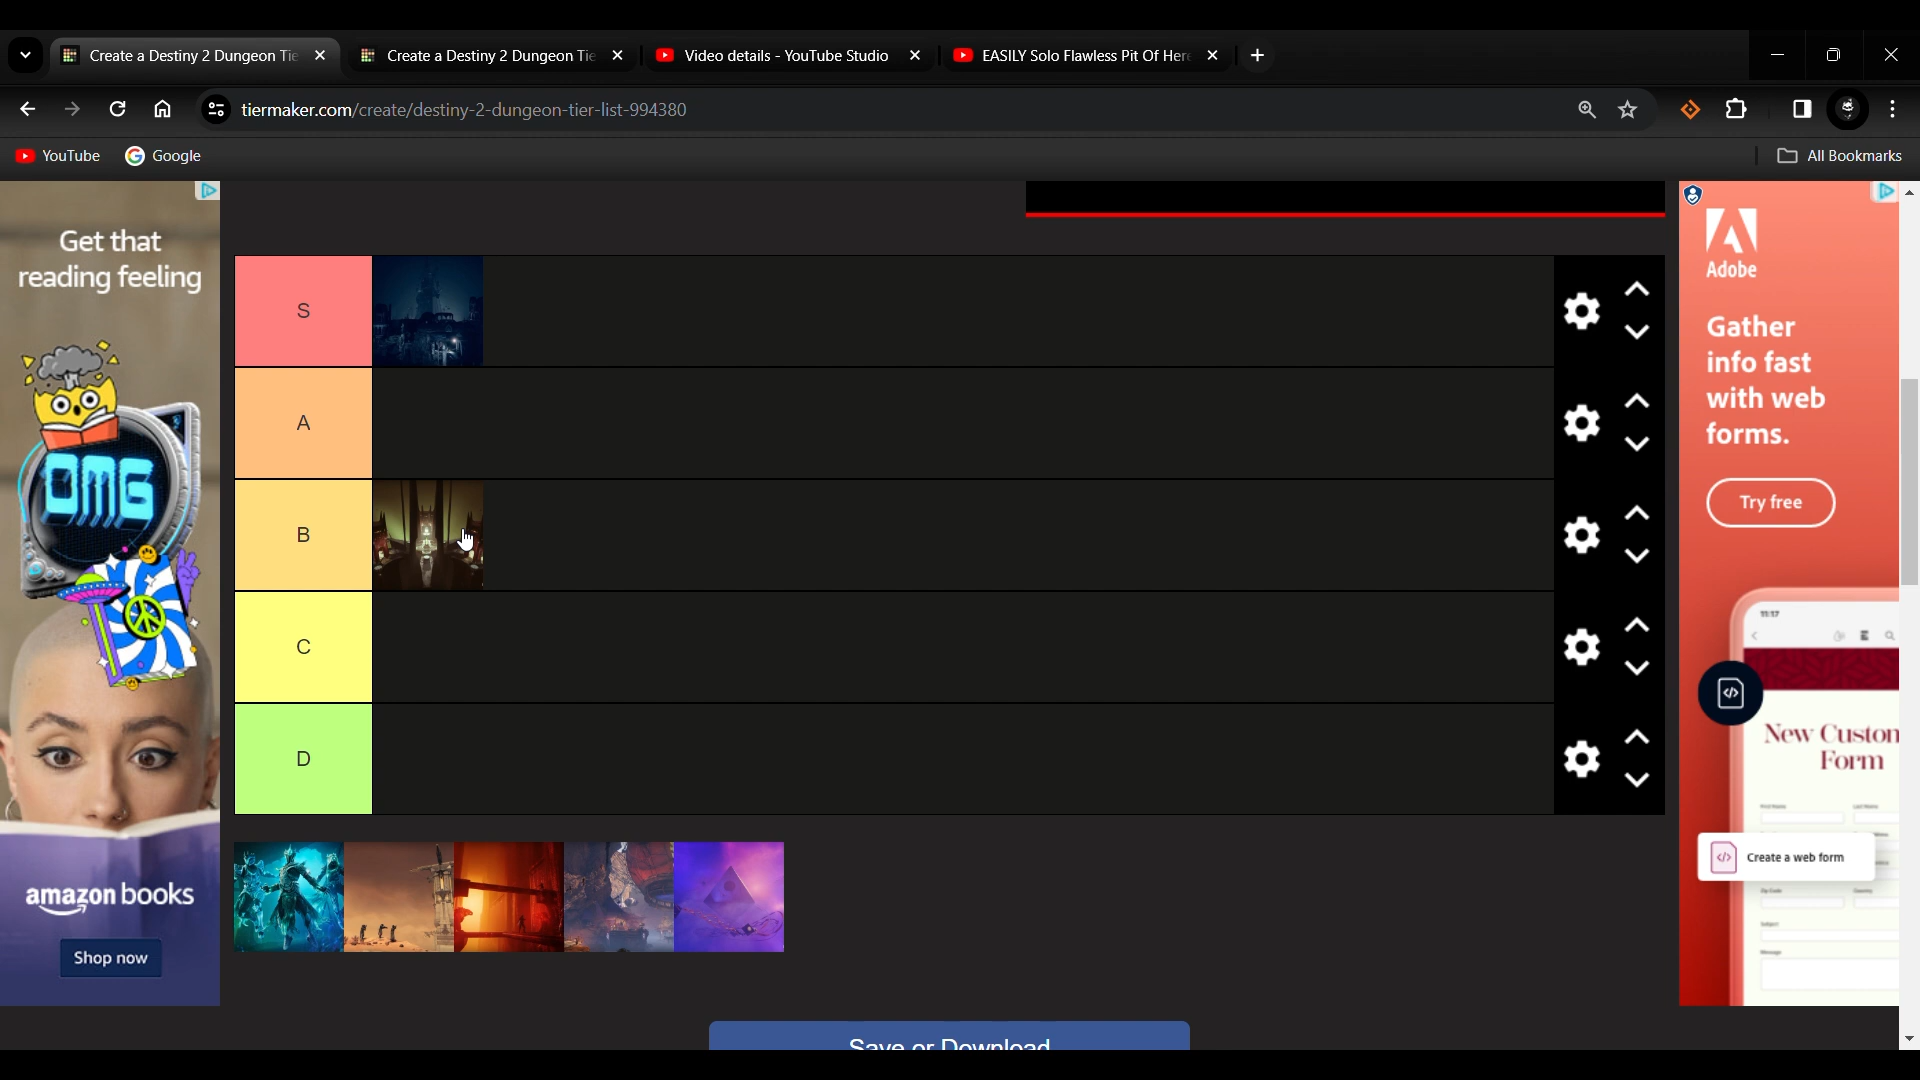 Create a Destiny 2 Dungeon Tie
Create a Destiny 2 Dungeon Tie
Video details - YouTube Studio
EASILY Solo Flawless Pit Of Here
tiermaker.com/create/destiny-2-dungeon-tier-list-994380
YouTube
Google
All Bookmarks
Get that
reading feeling
OMG
amazon books
Shop now
S
A
B
C
D
Save or Download
Adobe
Gather
info fast
with web
forms.
Try free
11:17
New Custon
Form
Create a web form